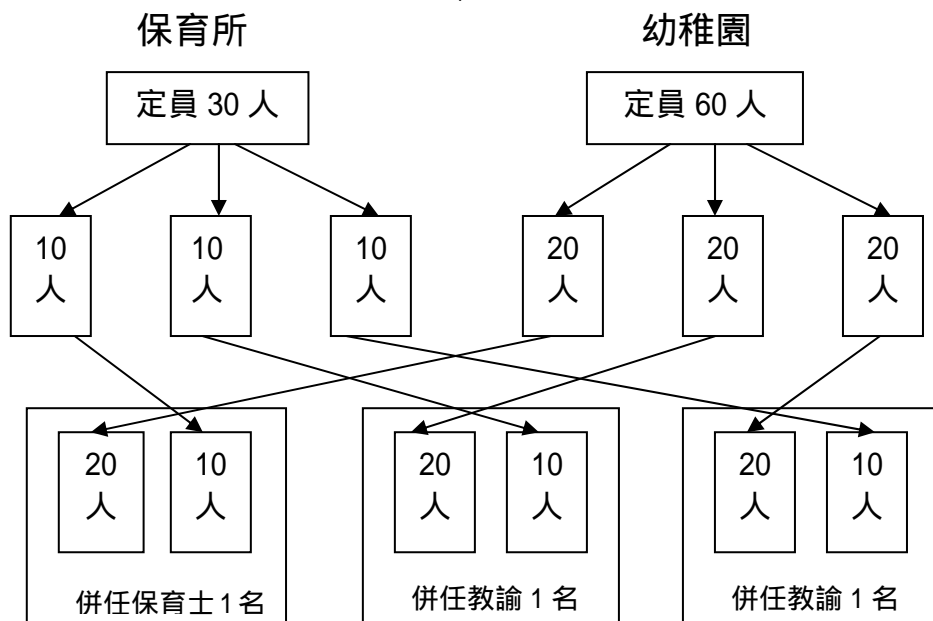 保育所 幼稚園
定員 30 人 定員 60 人
10 10 10 20 20 20
人 人 人 人 人 人
20 10 20 10 20 10
人 人 人 人 人 人
併任保育士 1 名 併任教諭 1 名 併任教諭 1 名